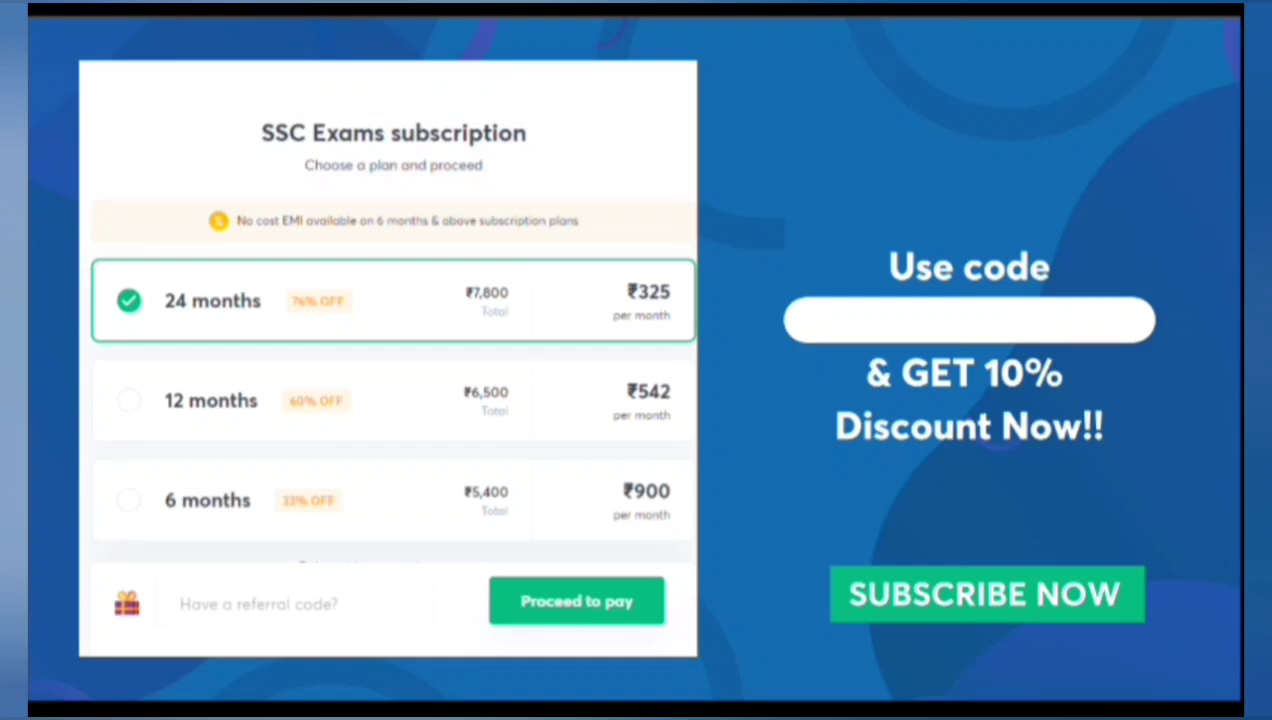 SSC Exams subscription
Choose a plan and proceed
No cost EMI available on 6 months & above subscription plans
24 months 76% OFF ₹7,800 Total ₹325 per month
12 months 60% OFF ₹6,500 Total ₹542 per month
6 months 33% OFF ₹5,400 Total ₹900 per month
Have a referral code? Proceed to pay
Use code
& GET 10%
Discount Now!!
SUBSCRIBE NOW